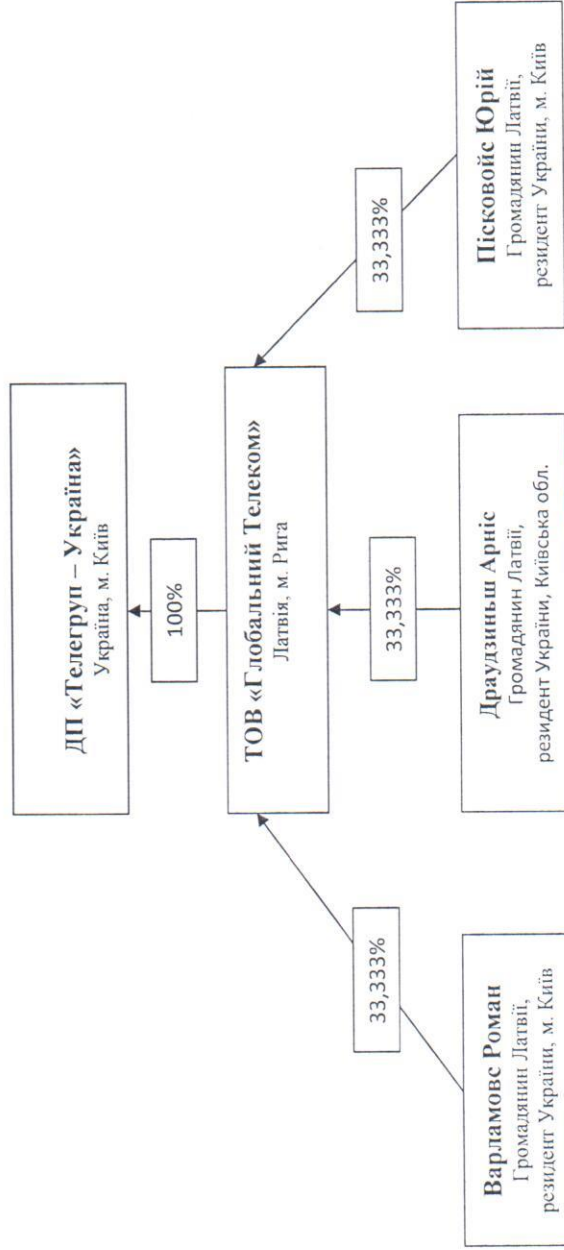 ДП «Телегруп – Україна»
Україна, м. Київ
100%
ТОВ «Глобальний Телеком»
Латвія, м. Рига
33,333%
33,333%
33,333%
Варламовс Роман
Громадянин Латвії,
резидент України, м. Київ
Драудзиньш Арніс
Громадянин Латвії,
резидент України, Київська обл.
Пісковойс Юрій
Громадянин Латвії,
резидент України, м. Київ